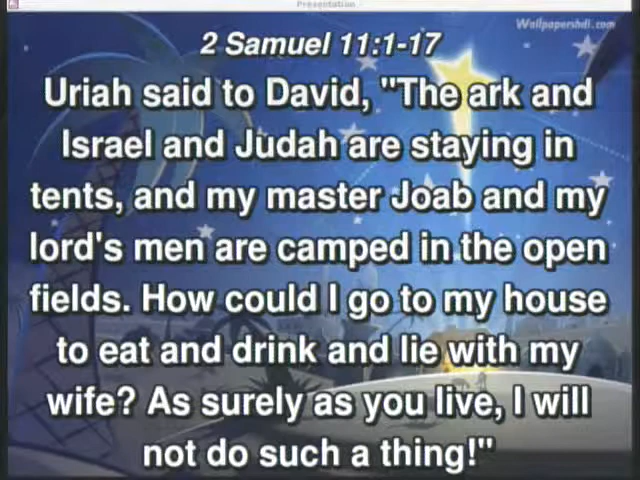 Presentation
Wallpapershdi.com
2 Samuel 11:1-17
Uriah said to David, "The ark and
Israel and Judah are staying in
tents, and my master Joab and my
lord's men are camped in the open
fields. How could I go to my house
to eat and drink and lie with my
wife? As surely as you live, I will
not do such a thing!"